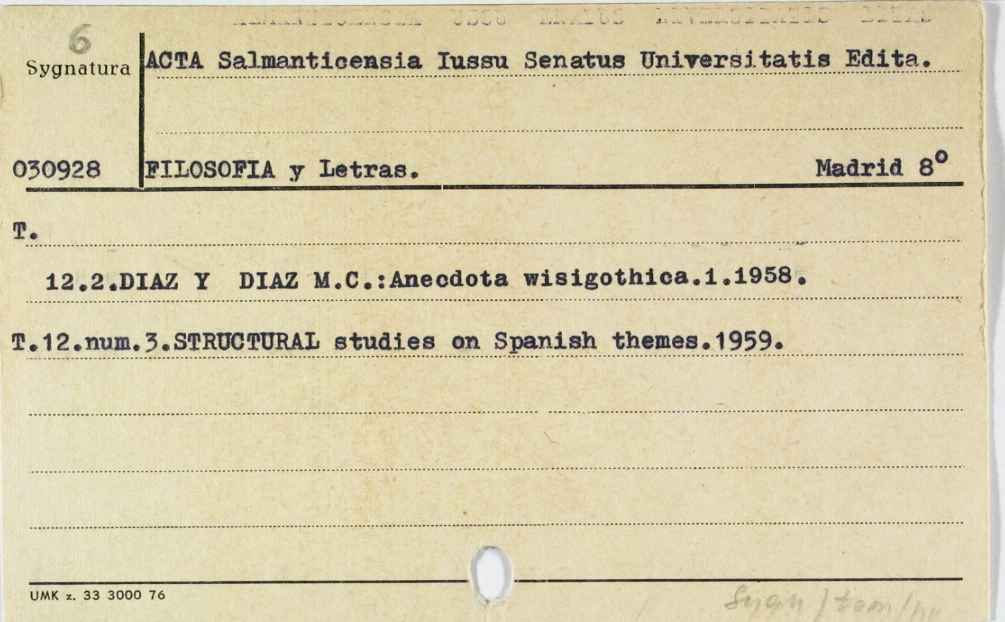 6
Sygnatura
ACTA Salmanticensia Iussu Senatus Universitatis Edita.
030928 FILOSOFIA y Letras. Madrid 8º
T.
12.2.DIAZ Y DIAZ M.C.:Anecdota wisigothica.1.1958.
T.12.num.3.STRUCTURAL studies on Spanish themes.1959.
UMK z. 33 3000 76